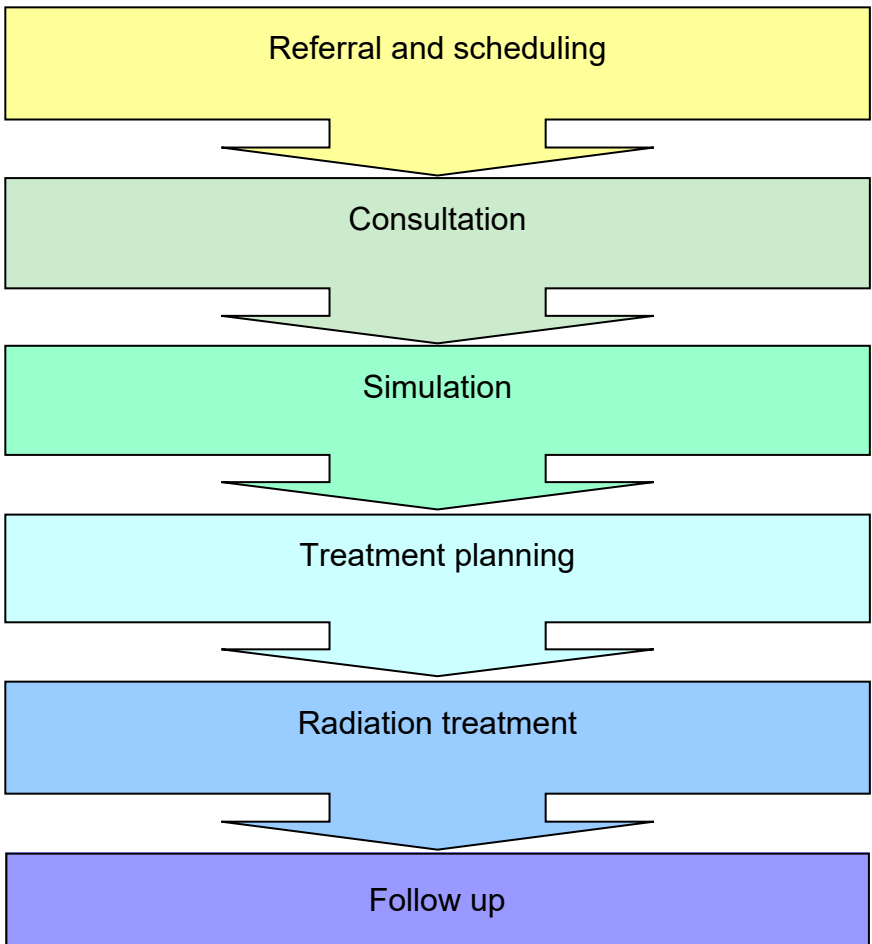 Referral and scheduling
Consultation
Simulation
Treatment planning
Radiation treatment
Follow up